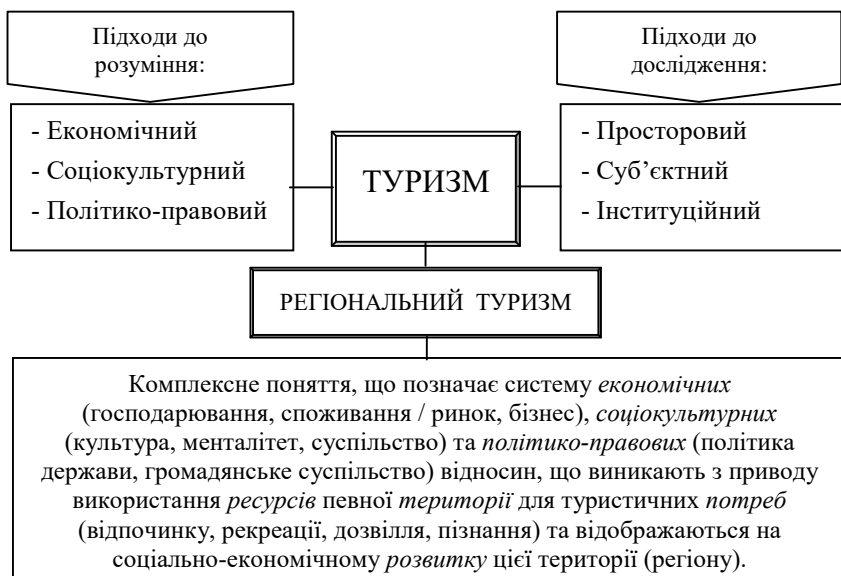 Підходи до
розуміння:
- Економічний
- Соціокультурний
- Політико-правовий
ТУРИЗМ
Підходи до
дослідження:
- Просторовий
- Суб’єктний
- Інституційний
РЕГІОНАЛЬНИЙ ТУРИЗМ
Комплексне поняття, що позначає систему економічних
(господарювання, споживання / ринок, бізнес), соціокультурних
(культура, менталітет, суспільство) та політико-правових (політика
держави, громадянське суспільство) відносин, що виникають з приводу
використання ресурсів певної території для туристичних потреб
(відпочинку, рекреації, дозвілля, пізнання) та відображаються на
соціально-економічному розвитку цієї території (регіону).